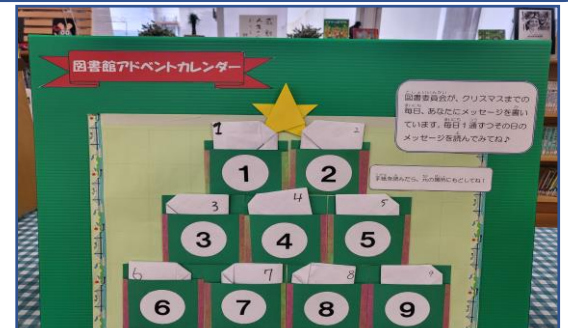 図書館アドベントカレンダー
図書委員会が、クリスマスまでの
毎日、あなたにメッセージを書い
ています。毎日1通ずつその日の
メッセージを読んでみてね♪
手紙を読んだら、元の場所にもどしてね!
1 2
1 2
3 4 5
3 4 5
6 7 8 9
6 7 8 9